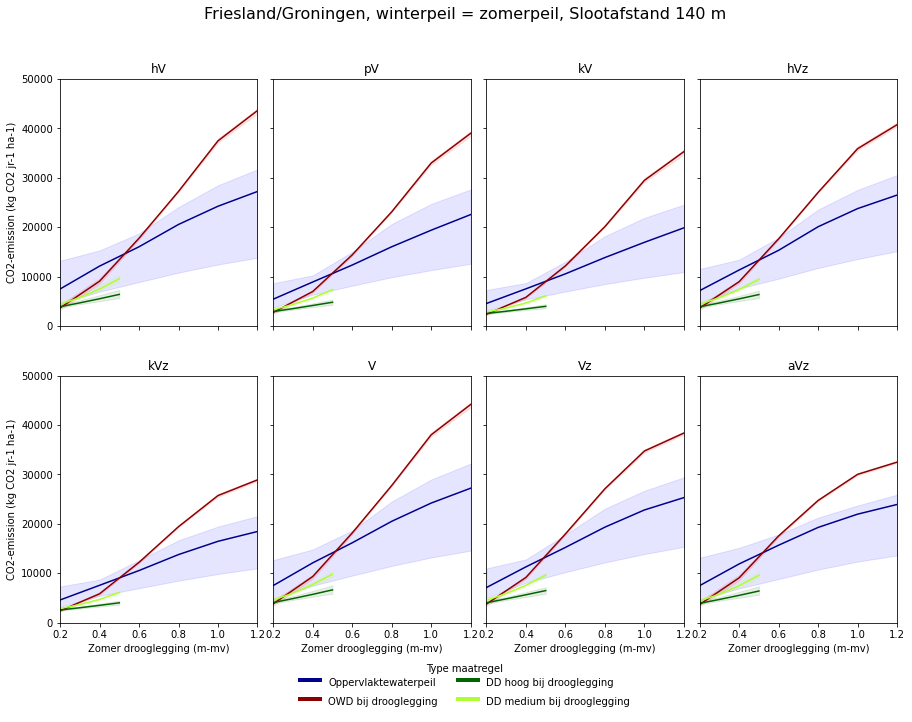 Friesland/Groningen, winterpeil = zomerpeil, Slootafstand 140 m
hV pV kV hVz
50000
40000
30000
20000
10000
0
CO2-emission (kg CO2 jr-1 ha-1)
kVz V Vz aVz
50000
40000
30000
20000
10000
0
CO2-emission (kg CO2 jr-1 ha-1)
0.2 0.4 0.6 0.8 1.0 1.2 0.2 0.4 0.6 0.8 1.0 1.2 0.2 0.4 0.6 0.8 1.0 1.2 0.2 0.4 0.6 0.8 1.0 1.2
Zomer drooglegging (m-mv) Zomer drooglegging (m-mv) Zomer drooglegging (m-mv) Zomer drooglegging (m-mv)
Type maatregel
Oppervlaktewaterpeil DD hoog bij drooglegging
OWD bij drooglegging DD medium bij Slootafstand